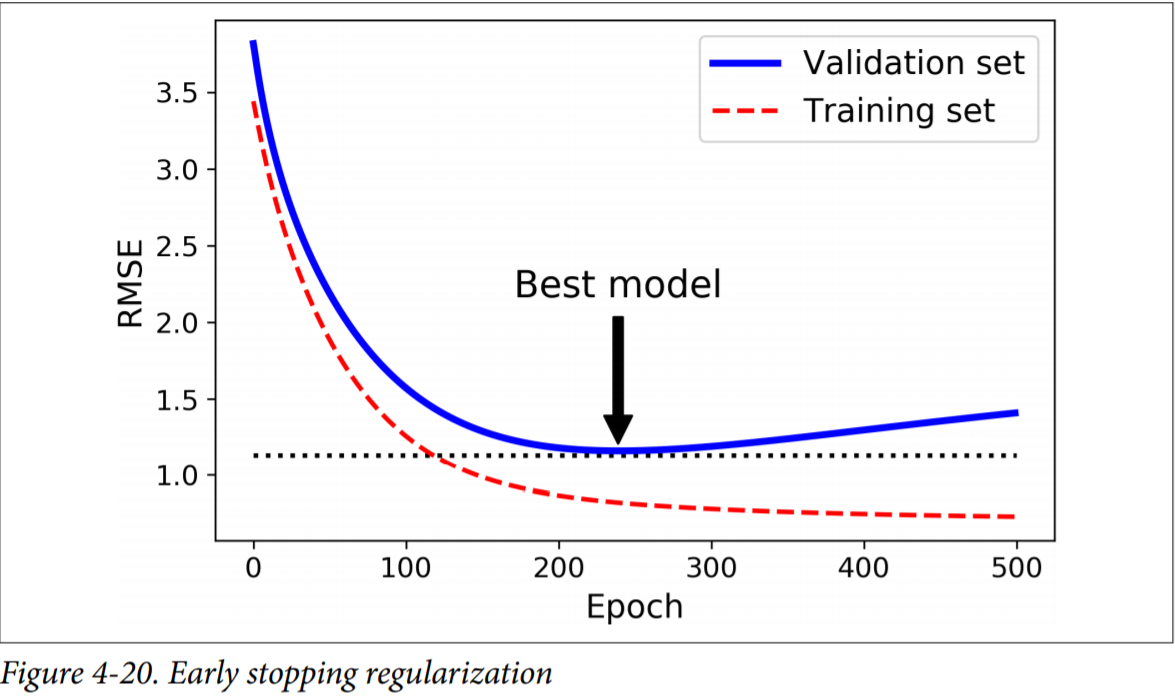 Validation set
Training set
3.5
3.0
2.5
2.0
1.5
1.0
RMSE
Best model
0 100 200 300 400 500
Epoch
Figure 4-20. Early stopping regularization